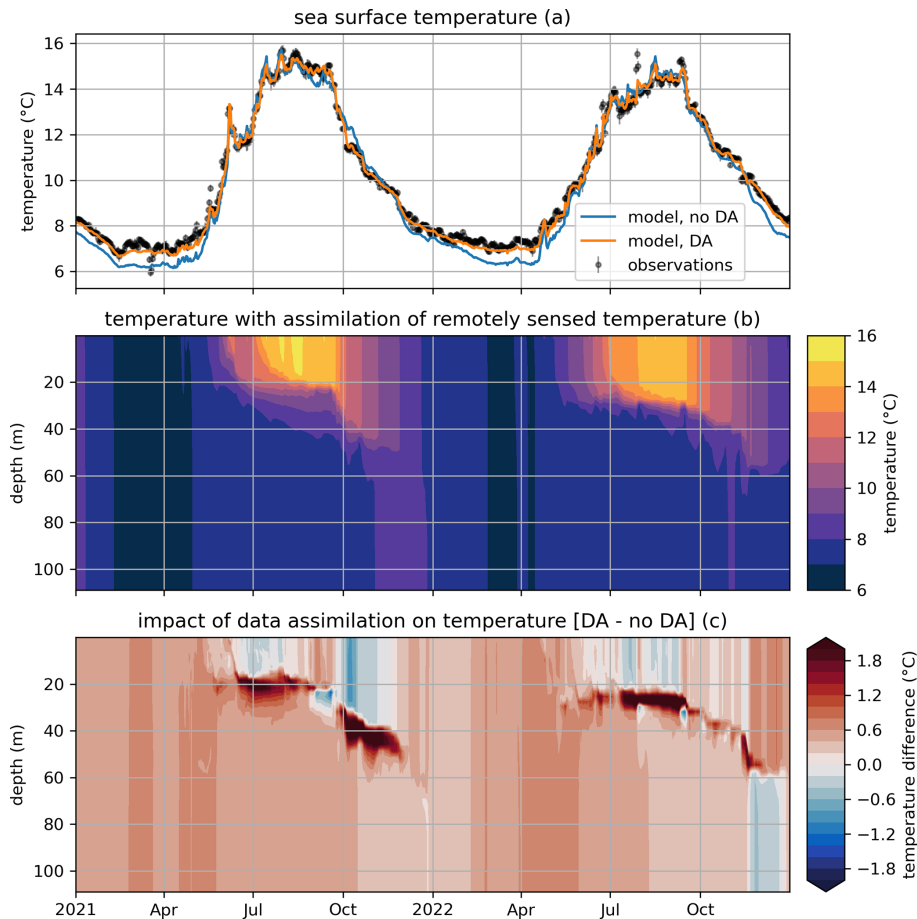 sea surface temperature (a)
16
14
12
10
8
6
temperature (°C)
model, no DA
model, DA
observations
temperature with assimilation of remotely sensed temperature (b)
20
40
60
80
100
depth (m)
16
14
12
10
8
6
temperature (°C)
impact of data assimilation on temperature [DA - no DA] (c)
20
40
60
80
100
depth (m)
1.8
1.2
0.6
0.0
−0.6
−1.2
−1.8
temperature difference (°C)
2021 Apr Jul Oct 2022 Apr Jul Oct